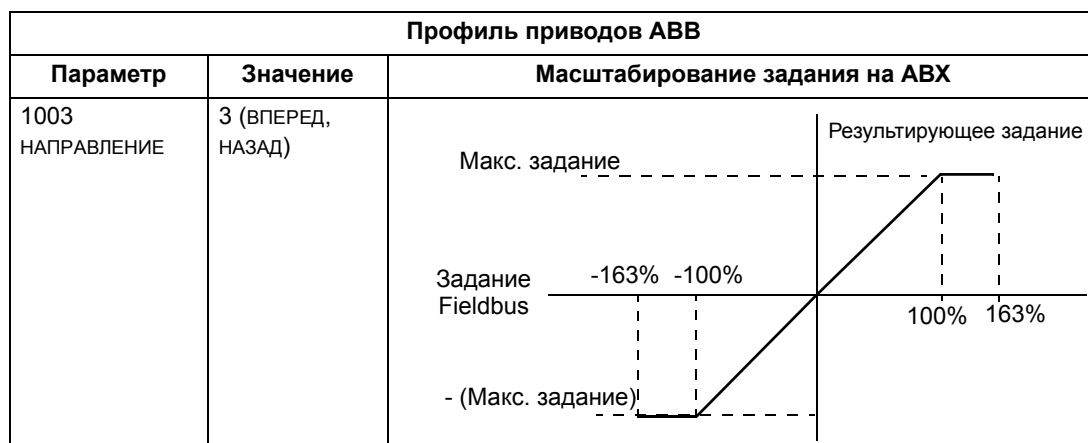 Профиль приводов ABB
Параметр Значение Масштабирование задания на ABX
1003
НАПРАВЛЕНИЕ
3 (ВПЕРЕД,
НАЗАД)
Результирующее задание
Макс. задание
Задание
Fieldbus
-163% -100%
100% 163%
- (Макс. задание)